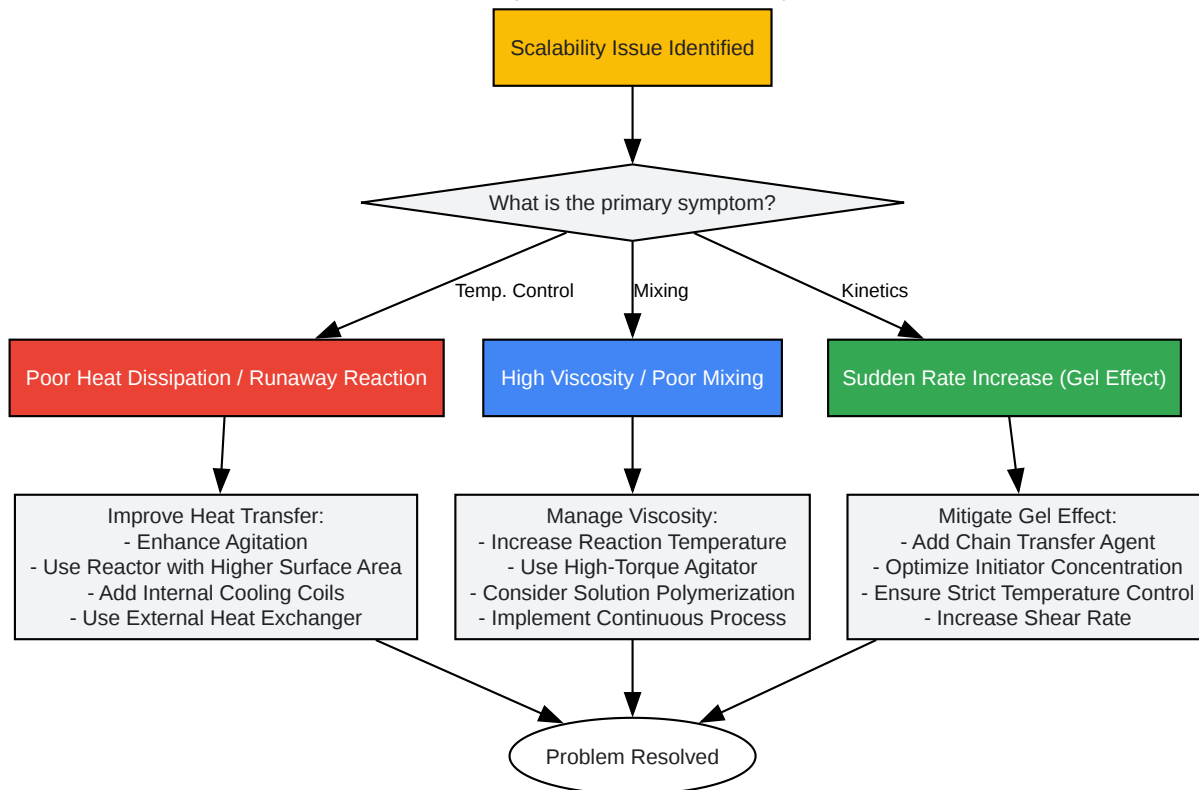 Scalability Issue Identified
What is the primary symptom?
Temp. Control
Mixing
Kinetics
Poor Heat Dissipation / Runaway Reaction
High Viscosity / Poor Mixing
Sudden Rate Increase (Gel Effect)
Improve Heat Transfer:
- Enhance Agitation
- Use Reactor with Higher Surface Area
- Add Internal Cooling Coils
- Use External Heat Exchanger
Manage Viscosity:
- Increase Reaction Temperature
- Use High-Torque Agitator
- Consider Solution Polymerization
- Implement Continuous Process
Mitigate Gel Effect:
- Add Chain Transfer Agent
- Optimize Initiator Concentration
- Ensure Strict Temperature Control
- Increase Shear Rate
Problem Resolved